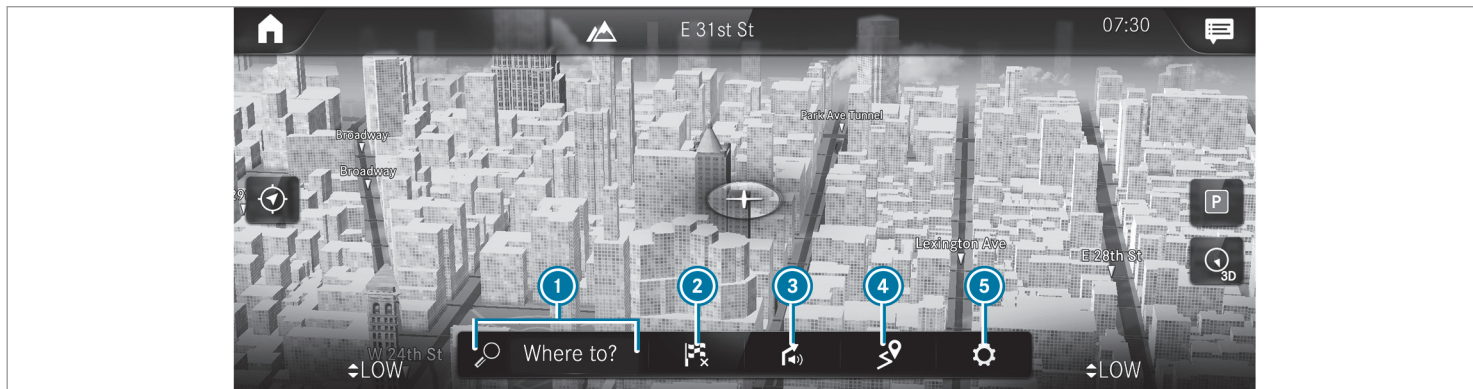 E 31st St
07:30
Park Ave Tunnel
Broadway
Broadway
P
Lexington Ave
E 28th St
3D
1
2
3
4
5
Where to?
W 24th St
LOW
LOW